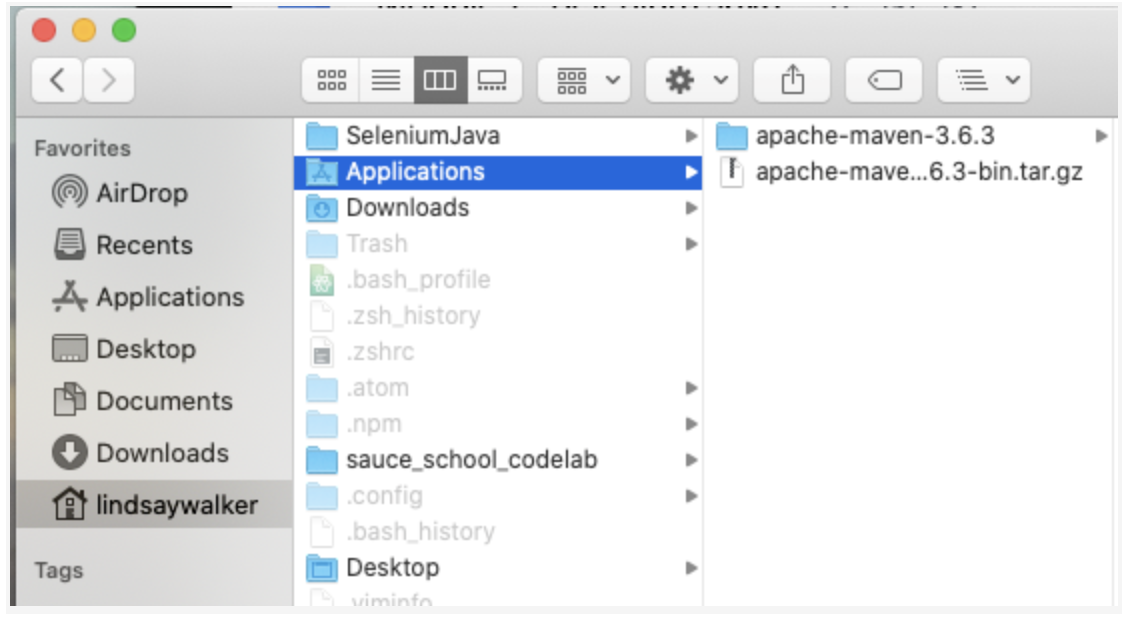 Favorites
AirDrop
Recents
Applications
Desktop
Documents
Downloads
lindsaywalker
Tags
SeleniumJava
Applications
Downloads
Trash
.bash_profile
.zsh_history
.zshrc
.atom
.npm
sauce_school_codelab
.config
.bash_history
Desktop
.viminfo
apache-maven-3.6.3
apache-mave...6.3-bin.tar.gz